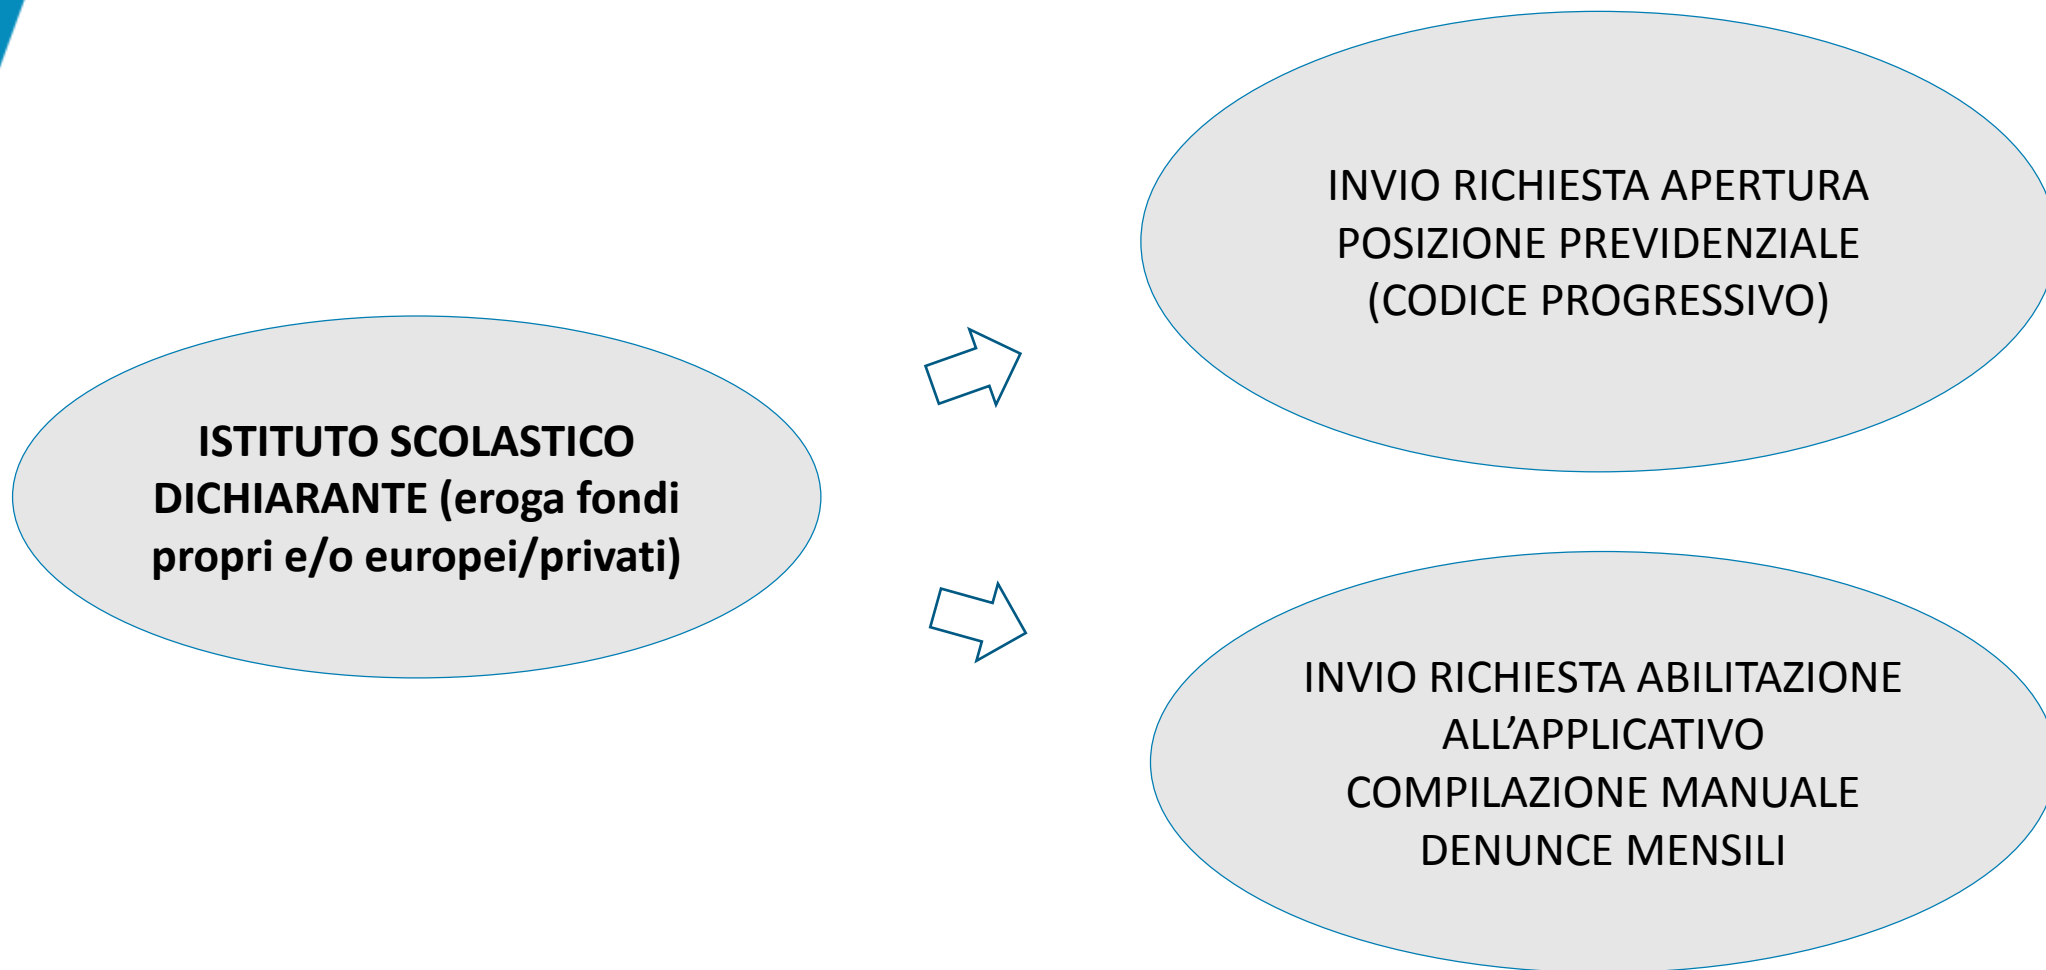 ISTITUTO SCOLASTICO
DICHIARANTE (eroga fondi
propri e/o europei/privati)
INVIO RICHIESTA APERTURA
POSIZIONE PREVIDENZIALE
(CODICE PROGRESSIVO)
INVIO RICHIESTA ABILITAZIONE
ALL’APPLICATIVO
COMPILAZIONE MANUALE
DENUNCE MENSILI